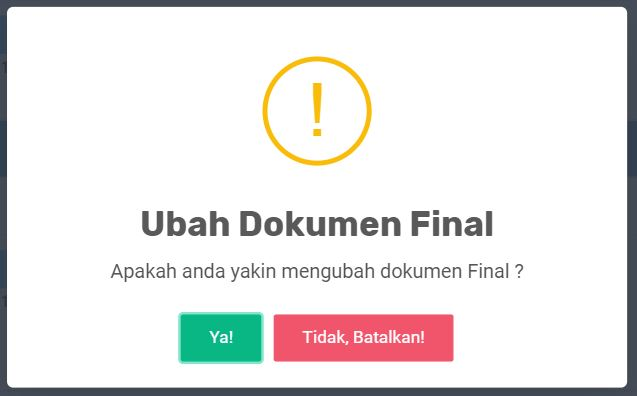 Ubah Dokumen Final
Apakah anda yakin mengubah dokumen Final ?
Ya!
Tidak, Batalkan!